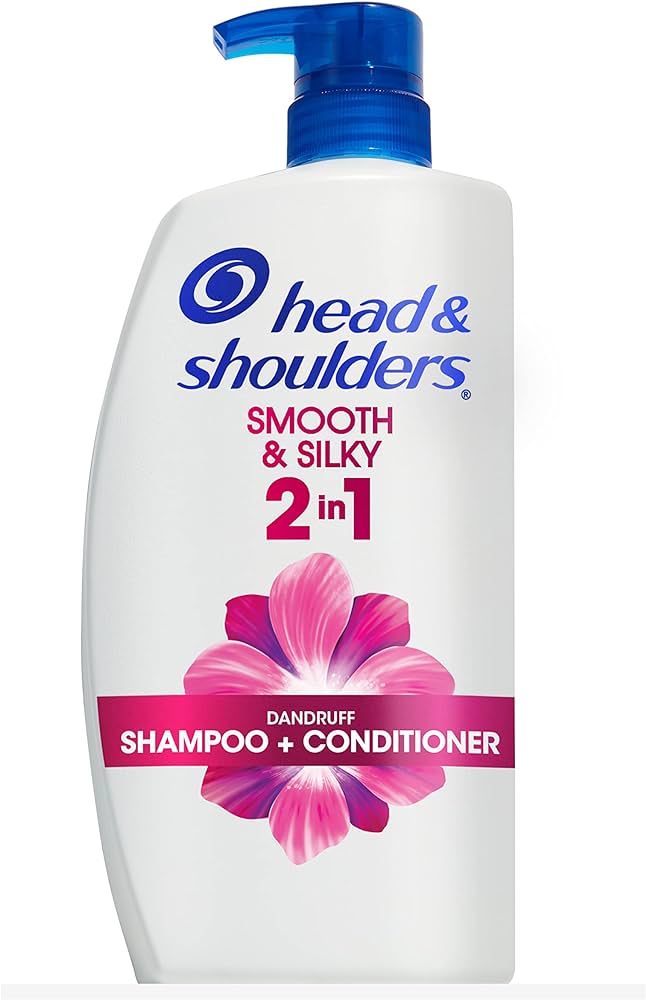 head &
shoulders®
SMOOTH
& SILKY
2 in 1
DANDRUFF
SHAMPOO + CONDITIONER